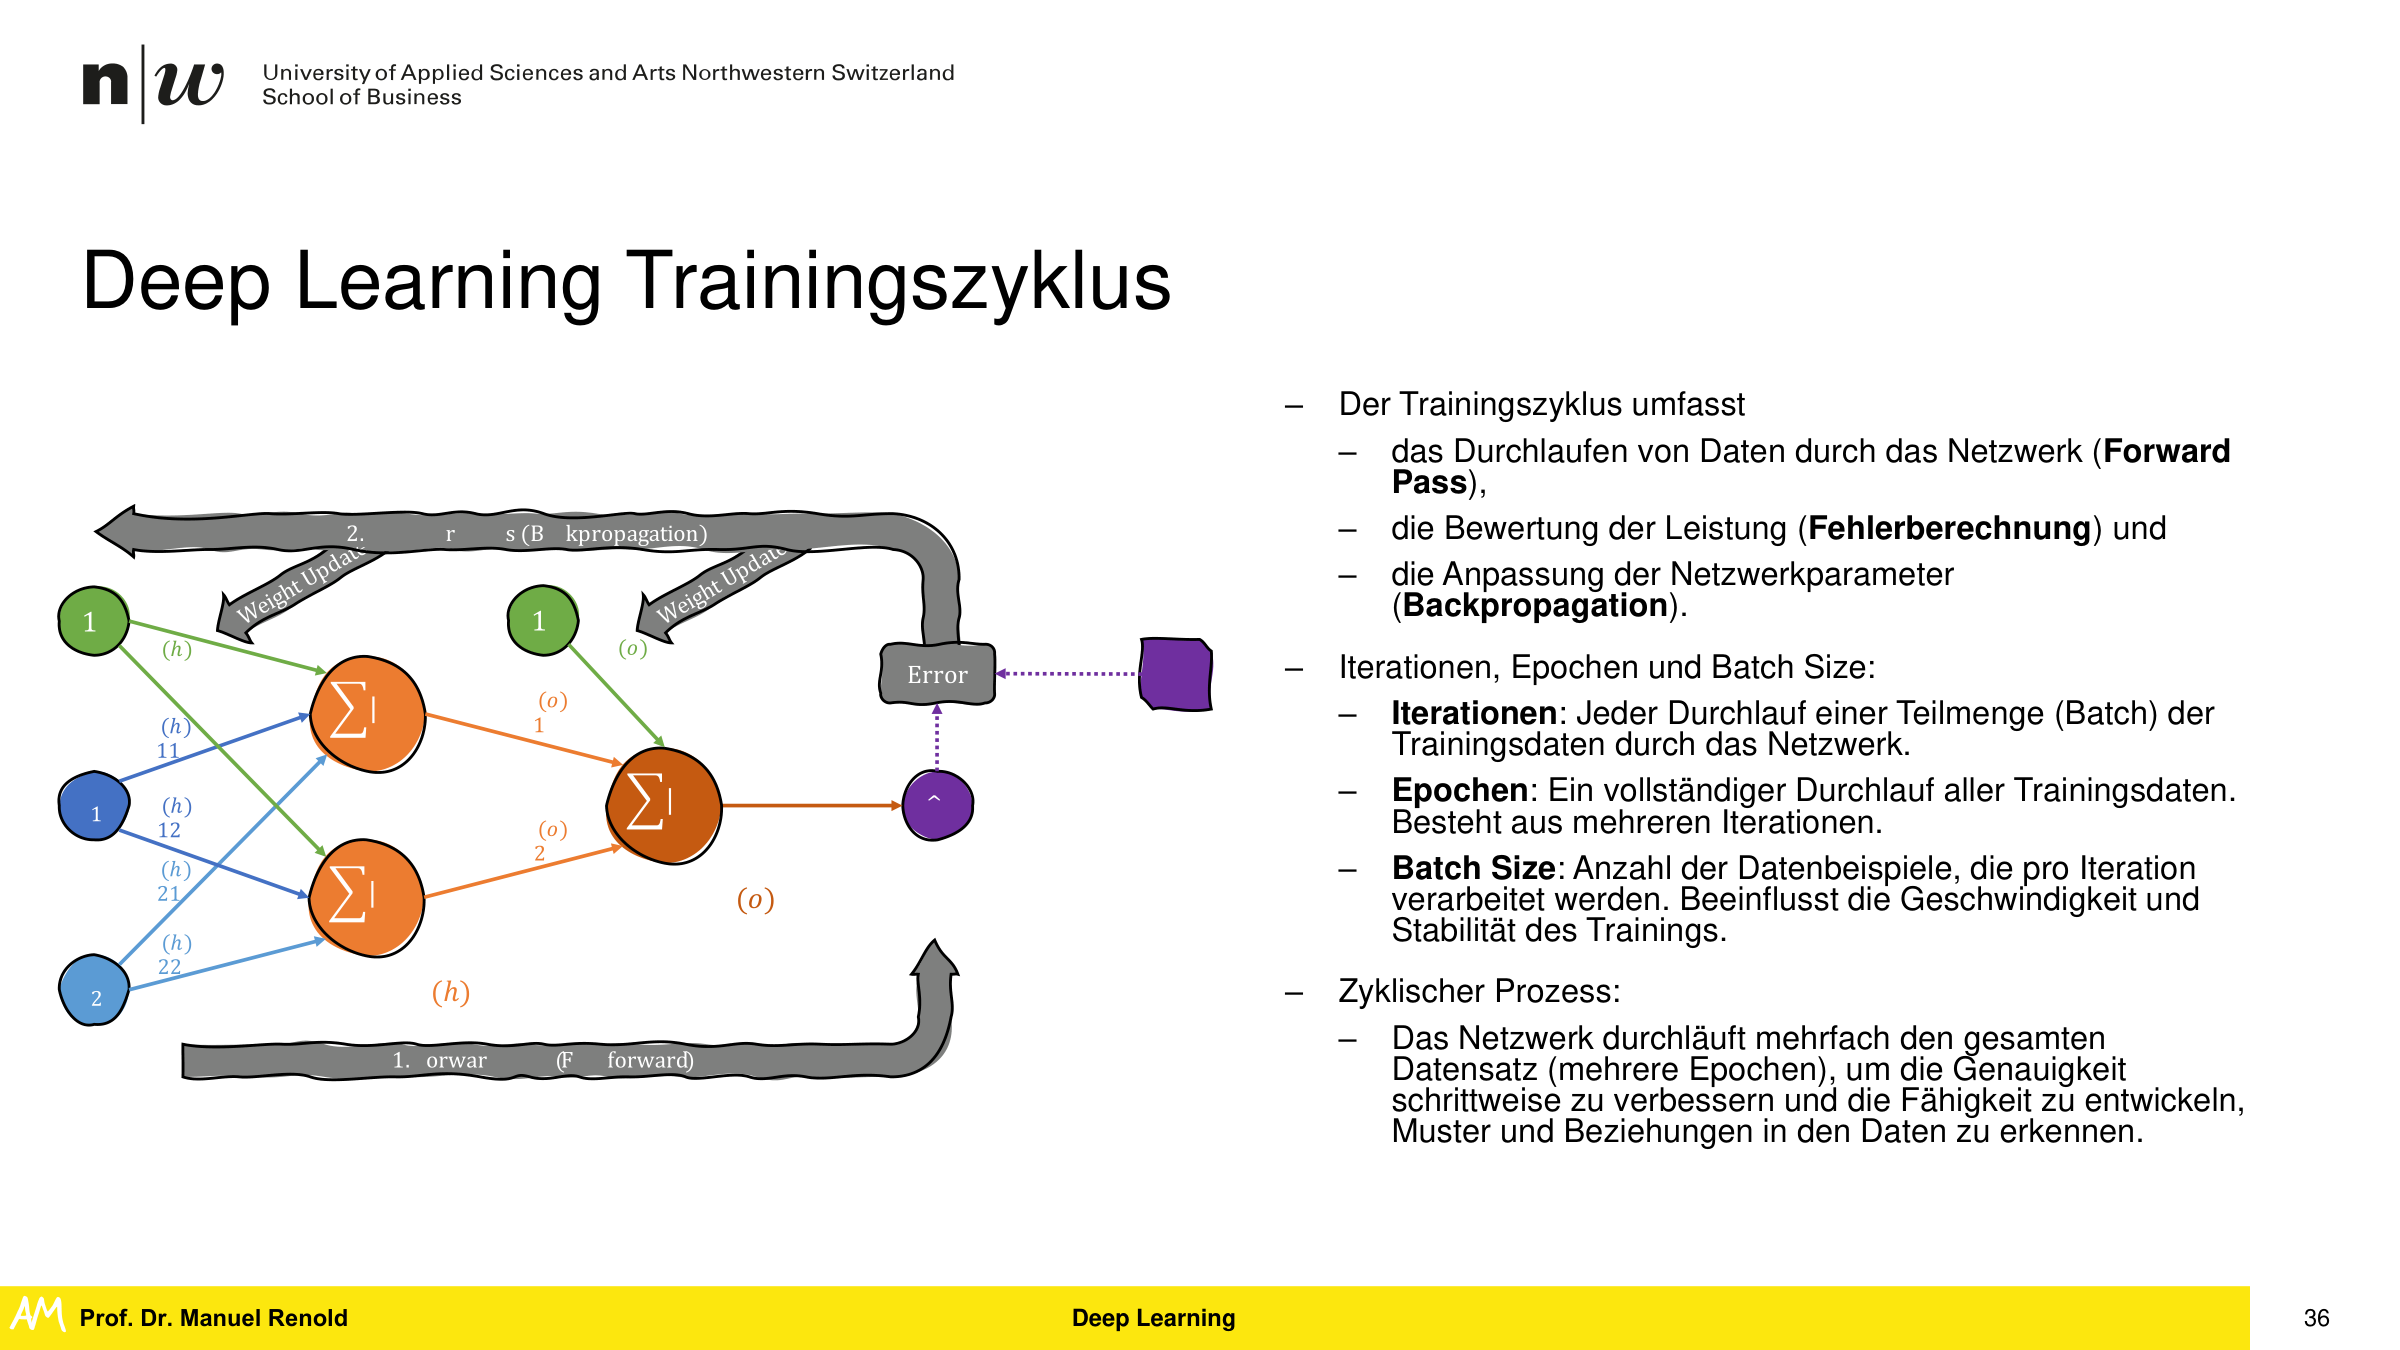 n|w University of Applied Sciences and Arts Northwestern Switzerland
School of Business
Deep Learning Trainingszyklus
2. r s (B kpropagation)
Weight Update
Weight Update
1
1
(h)
(o)
Error
(o)
1
(h)
11
∑|
1
(h)
12
∑|
^
(o)
2
(h)
21
(o)
(h)
22
∑|
2
(h)
1. orwar (F forward)
– Der Trainingszyklus umfasst
– das Durchlaufen von Daten durch das Netzwerk (Forward
Pass),
– die Bewertung der Leistung (Fehlerberechnung) und
– die Anpassung der Netzwerkparameter
(Backpropagation).
– Iterationen, Epochen und Batch Size:
– Iterationen: Jeder Durchlauf einer Teilmenge (Batch) der
Trainingsdaten durch das Netzwerk.
– Epochen: Ein vollständiger Durchlauf aller Trainingsdaten.
Besteht aus mehreren Iterationen.
– Batch Size: Anzahl der Datenbeispiele, die pro Iteration
verarbeitet werden. Beeinflusst die Geschwindigkeit und
Stabilität des Trainings.
– Zyklischer Prozess:
– Das Netzwerk durchläuft mehrfach den gesamten
Datensatz (mehrere Epochen), um die Genauigkeit
schrittweise zu verbessern und die Fähigkeit zu entwickeln,
Muster und Beziehungen in den Daten zu erkennen.
AM Prof. Dr. Manuel Renold
Deep Learning
36